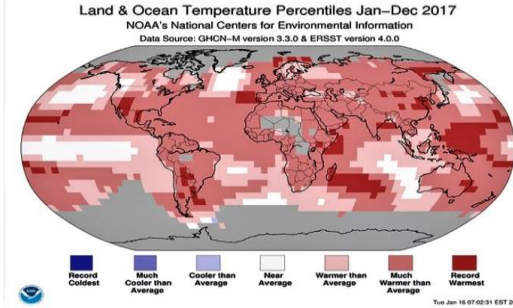 Land & Ocean Temperature Percentiles Jan–Dec 2017
NOAA's National Centers for Environmental Information
Data Source: GHCN–M version 3.3.0 & ERSST version 4.0.0
Record Coldest
Much Cooler than Average
Cooler than Average
Near Average
Warmer than Average
Much Warmer than Average
Record Warmest
Tue Jan 16 07:02:31 EST 2